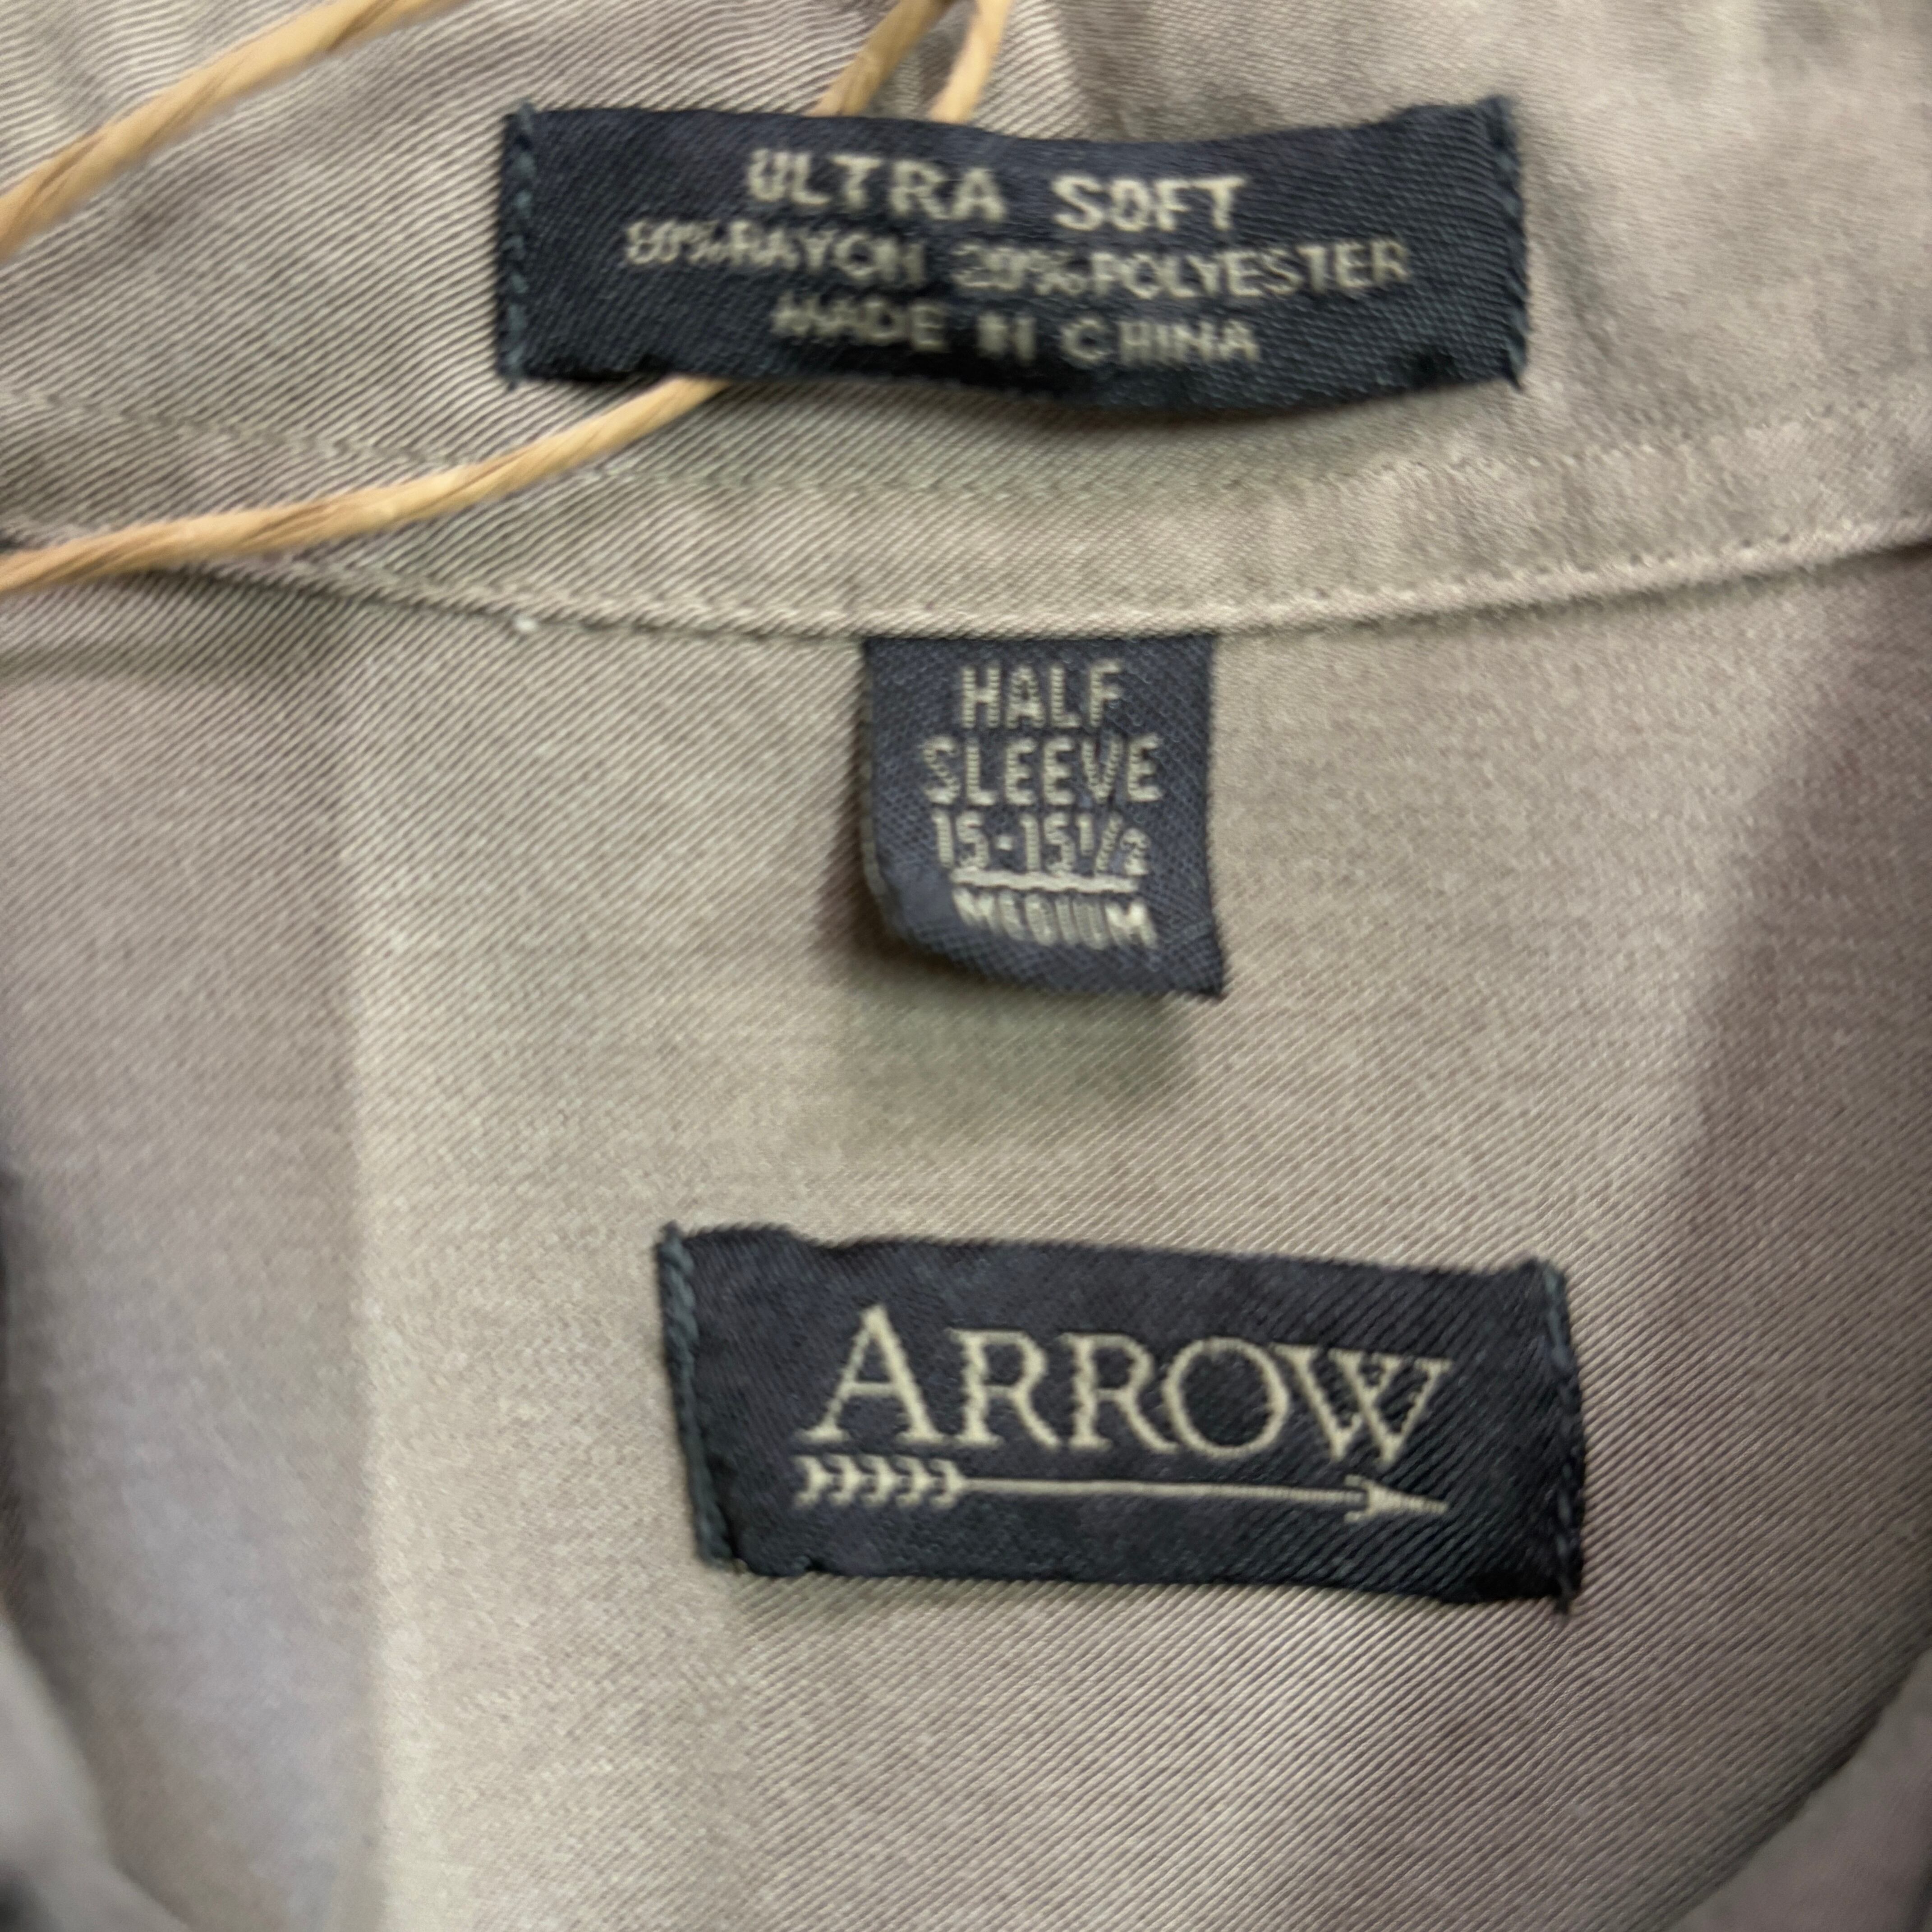 ULTRA SOFT
80%RAYON 20%POLYESTER
MADE IN CHINA
HALF
SLEEVE
15-15½
MEDIUM
ARROW